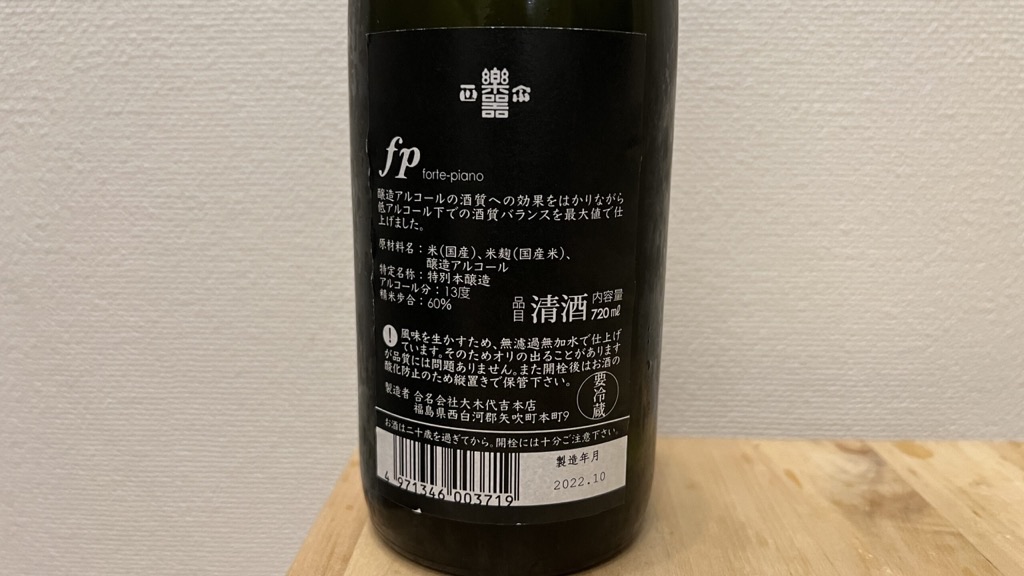 楽器正宗
fp forte-piano
醸造アルコールの酒質への効果をはかりながら
低アルコール下での酒質バランスを最大値で仕
上げました。
原材料名：米(国産)、米麹(国産米)、
醸造アルコール
特定名称：特別本醸造
アルコール分：13度
精米歩合：60%
品目 清酒 内容量 720㎖
! 風味を生かすため、無濾過無加水で仕上げ
ています。そのためオリの出ることがあります
が品質には問題ありません。また開栓後はお酒の
酸化防止のため縦置きで保管下さい。
要冷蔵
製造者 合名会社大木代吉本店
福島県西白河郡矢吹町本町9
お酒は二十歳を過ぎてから。開栓には十分ご注意下さい。
4 971346 003719
製造年月
2022.10